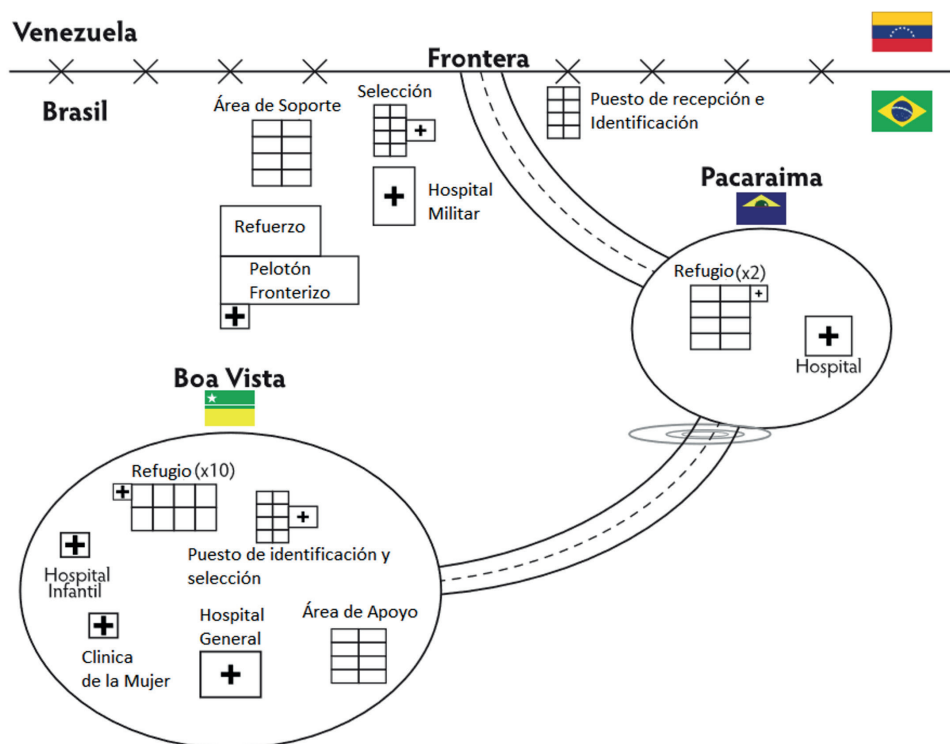 Venezuela
Frontera
Brasil
Área de Soporte
Selección
Puesto de recepción e
Identificación
Hospital
Militar
Pacaraima
Refuerzo
Pelotón
Fronterizo
Refugio (x2)
Hospital
Boa Vista
Refugio (x10)
Puesto de identificación y
selección
Hospital
Infantil
Clinica
de la Mujer
Hospital
General
Área de Apoyo